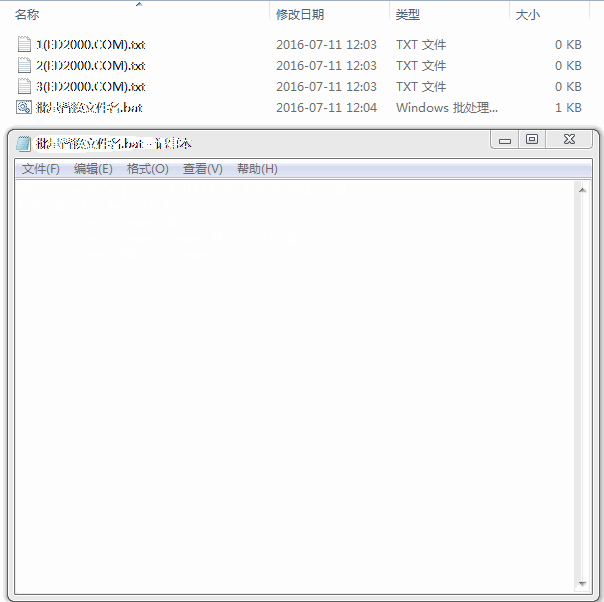 名称 修改日期 类型 大小
1(ED2000.COM).txt 2016-07-11 12:03 TXT 文件 0 KB
2(ED2000.COM).txt 2016-07-11 12:03 TXT 文件 0 KB
3(ED2000.COM).txt 2016-07-11 12:03 TXT 文件 0 KB
批量替换文件名.bat 2016-07-11 12:04 Windows 批处理... 1 KB
批量替换文件名.bat - 记事本
文件(F) 编辑(E) 格式(O) 查看(V) 帮助(H)